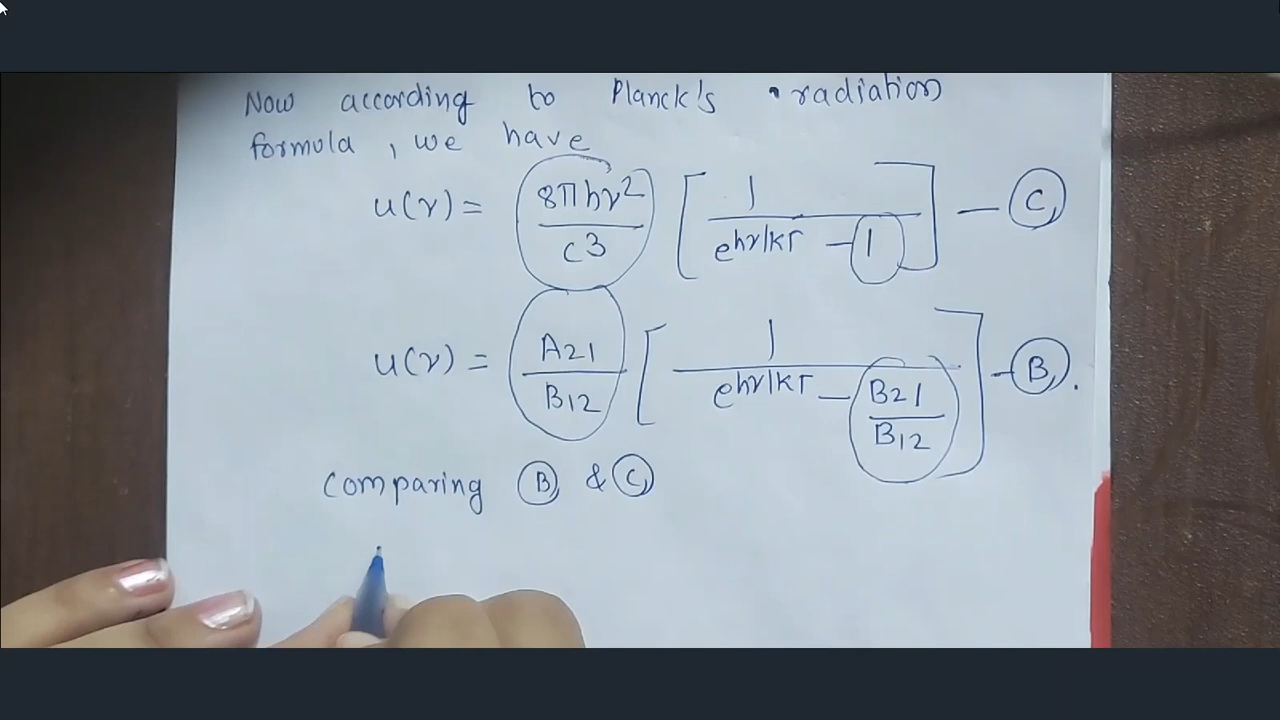 Now according to Planck's radiation
formula, we have
u(ν) = 8πhν² / c³ [ 1 / e^hν/kT - 1 ] — C
u(ν) = A21 / B12 [ 1 / e^hν/kT - B21 / B12 ] - B.
Comparing B & C